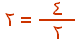 ٢ = ٤/٢